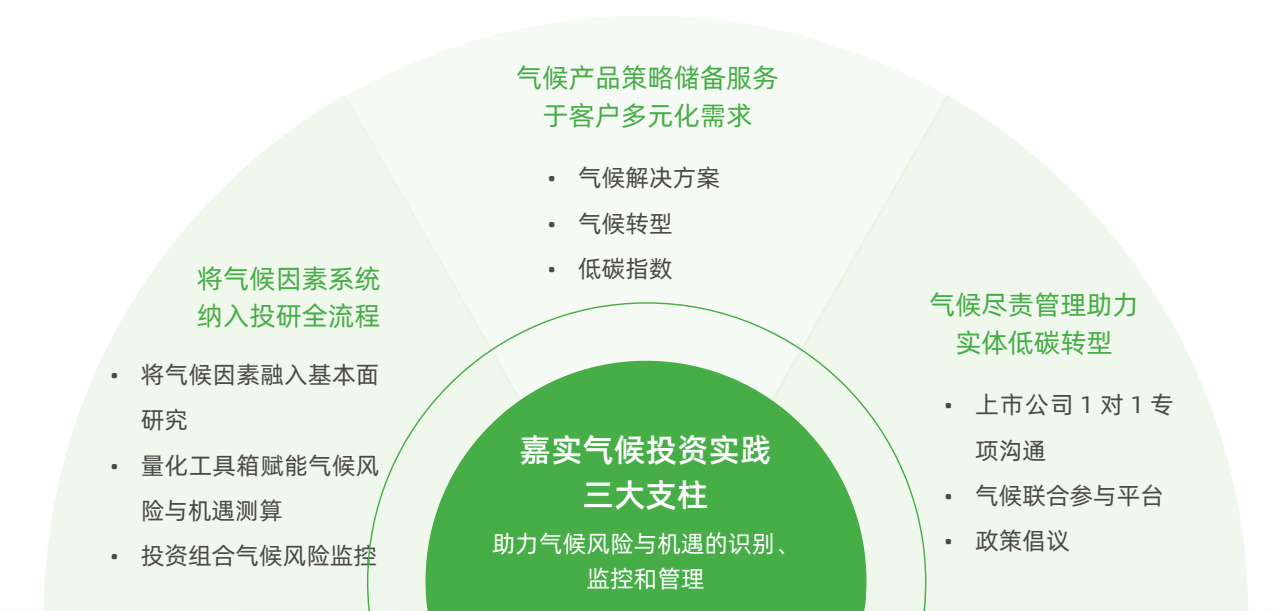 气候产品策略储备服务
于客户多元化需求
• 气候解决方案
• 气候转型
• 低碳指数
将气候因素系统
纳入投研全流程
• 将气候因素融入基本面
研究
• 量化工具箱赋能气候风
险与机遇测算
• 投资组合气候风险监控
嘉实气候投资实践
三大支柱
助力气候风险与机遇的识别、
监控和管理
气候尽责管理助力
实体低碳转型
• 上市公司 1 对 1 专
项沟通
• 气候联合参与平台
• 政策倡议